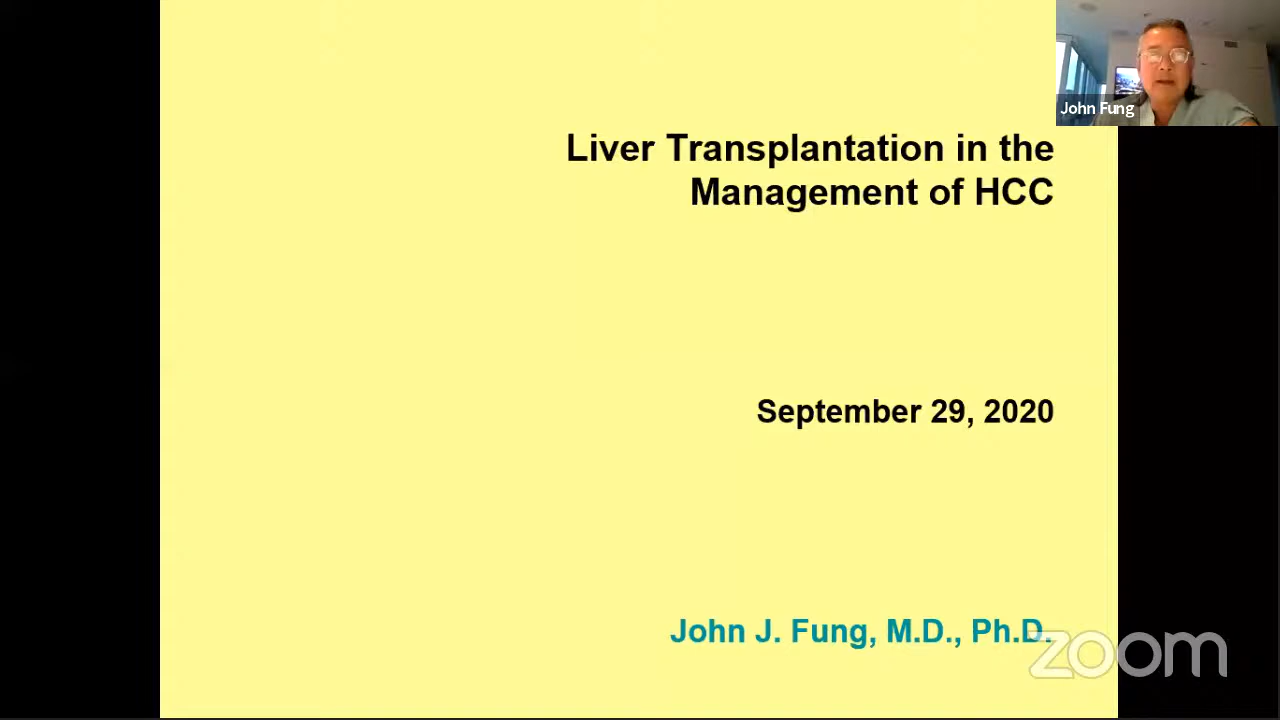 John Fung
Liver Transplantation in the
Management of HCC
September 29, 2020
John J. Fung, M.D., Ph.D.
zoom